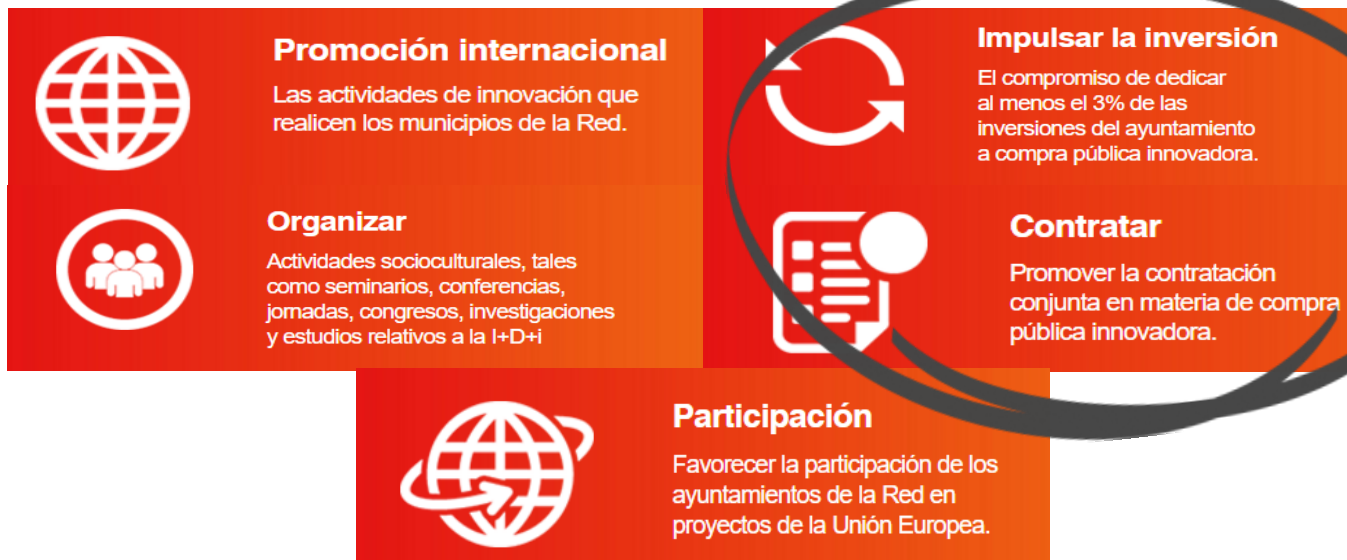 Promoción internacional
Las actividades de innovación que
realicen los municipios de la Red.
Impulsar la inversión
El compromiso de dedicar
al menos el 3% de las
inversiones del ayuntamiento
a compra pública innovadora.
Organizar
Actividades socioculturales, tales
como seminarios, conferencias,
jornadas, congresos, investigaciones
y estudios relativos a la I+D+i
Contratar
Promover la contratación
conjunta en materia de compra
pública innovadora.
Participación
Favorecer la participación de los
ayuntamientos de la Red en
proyectos de la Unión Europea.